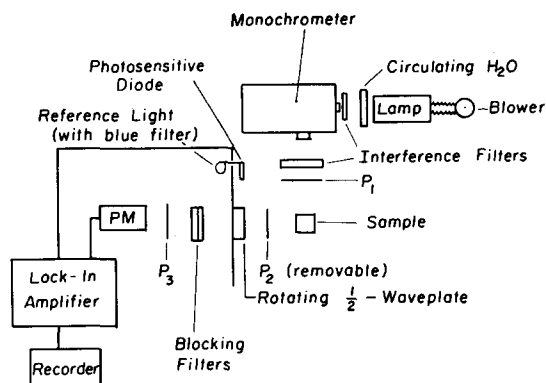 Monochrometer
Photosensitive
Diode
Circulating H₂O
Reference Light
(with blue filter)
Lamp
Blower
Interference Filters
P₁
PM
Sample
P₃
P₂ (removable)
Rotating 1/2 - Waveplate
Lock-In
Amplifier
Blocking
Filters
Recorder